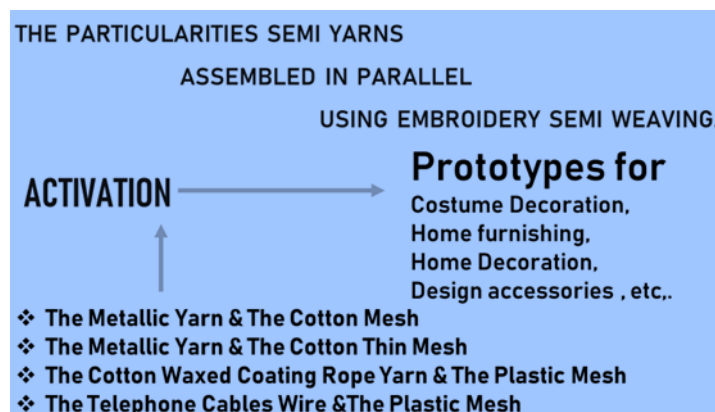 THE PARTICULARITIES SEMI YARNS
ASSEMBLED IN PARALLEL
USING EMBROIDERY SEMI WEAVING.
ACTIVATION
Prototypes for
Costume Decoration,
Home furnishing,
Home Decoration,
Design accessories , etc,.
❖ The Metallic Yarn & The Cotton Mesh
❖ The Metallic Yarn & The Cotton Thin Mesh
❖ The Cotton Waxed Coating Rope Yarn & The Plastic Mesh
❖ The Telephone Cables Wire &The Plastic Mesh